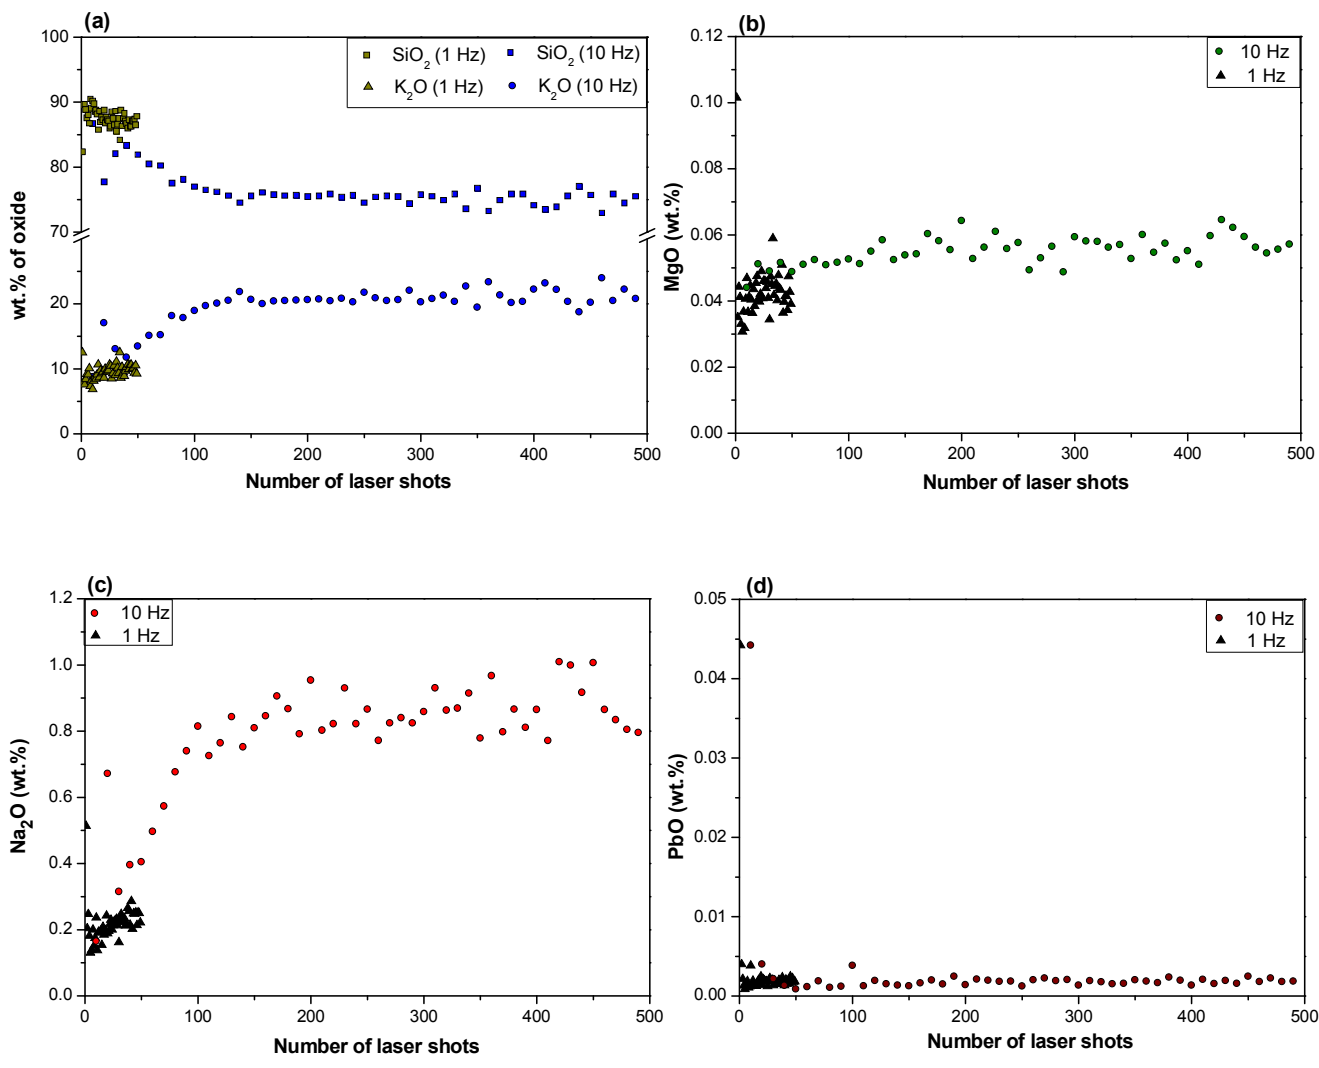 (a)
100
90
80
70
20
10
0
wt.% of oxide
SiO2 (1 Hz)
SiO2 (10 Hz)
K2O (1 Hz)
K2O (10 Hz)
0 100 200 300 400 500
Number of laser shots
(b)
0.12
0.10
0.08
0.06
0.04
0.02
0.00
MgO (wt.%)
10 Hz
1 Hz
0 100 200 300 400 500
Number of laser shots
(c)
1.2
1.0
0.8
0.6
0.4
0.2
0.0
Na2O (wt.%)
10 Hz
1 Hz
0 100 200 300 400 500
Number of laser shots
(d)
0.05
0.04
0.03
0.02
0.01
0.00
PbO (wt.%)
10 Hz
1 Hz
0 100 200 300 400 500
Number of laser shots